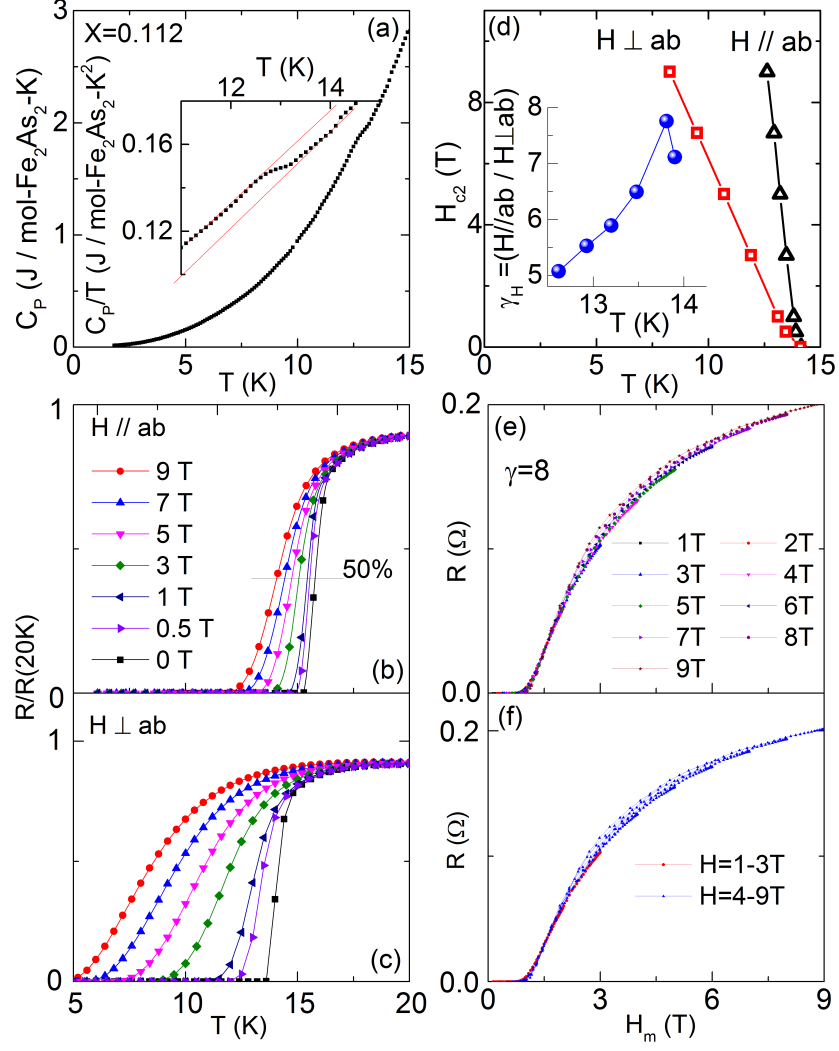 (a)
X=0.112
C_P (J / mol-Fe_2As_2-K)
3
2
1
0
0
5
10
15
T (K)
T (K)
12
14
0.16
0.12
C_P/T (J / mol-Fe_2As_2-K^2)
(d)
H ⊥ ab
H // ab
H_c2 (T)
9
6
3
0
0
5
10
15
T (K)
γ_H =(H//ab / H⊥ab)
8
7
6
5
13
14
T (K)
1
H // ab
9 T
7 T
5 T
3 T
1 T
0.5 T
0 T
50%
(b)
R/R(20K)
0
H ⊥ ab
1
0
(c)
5
10
15
20
T (K)
0.2
(e)
γ=8
R (Ω)
1T
2T
3T
4T
5T
6T
7T
8T
9T
0.0
(f)
0.2
R (Ω)
H=1-3T
H=4-9T
0.0
0
3
6
9
H_m (T)